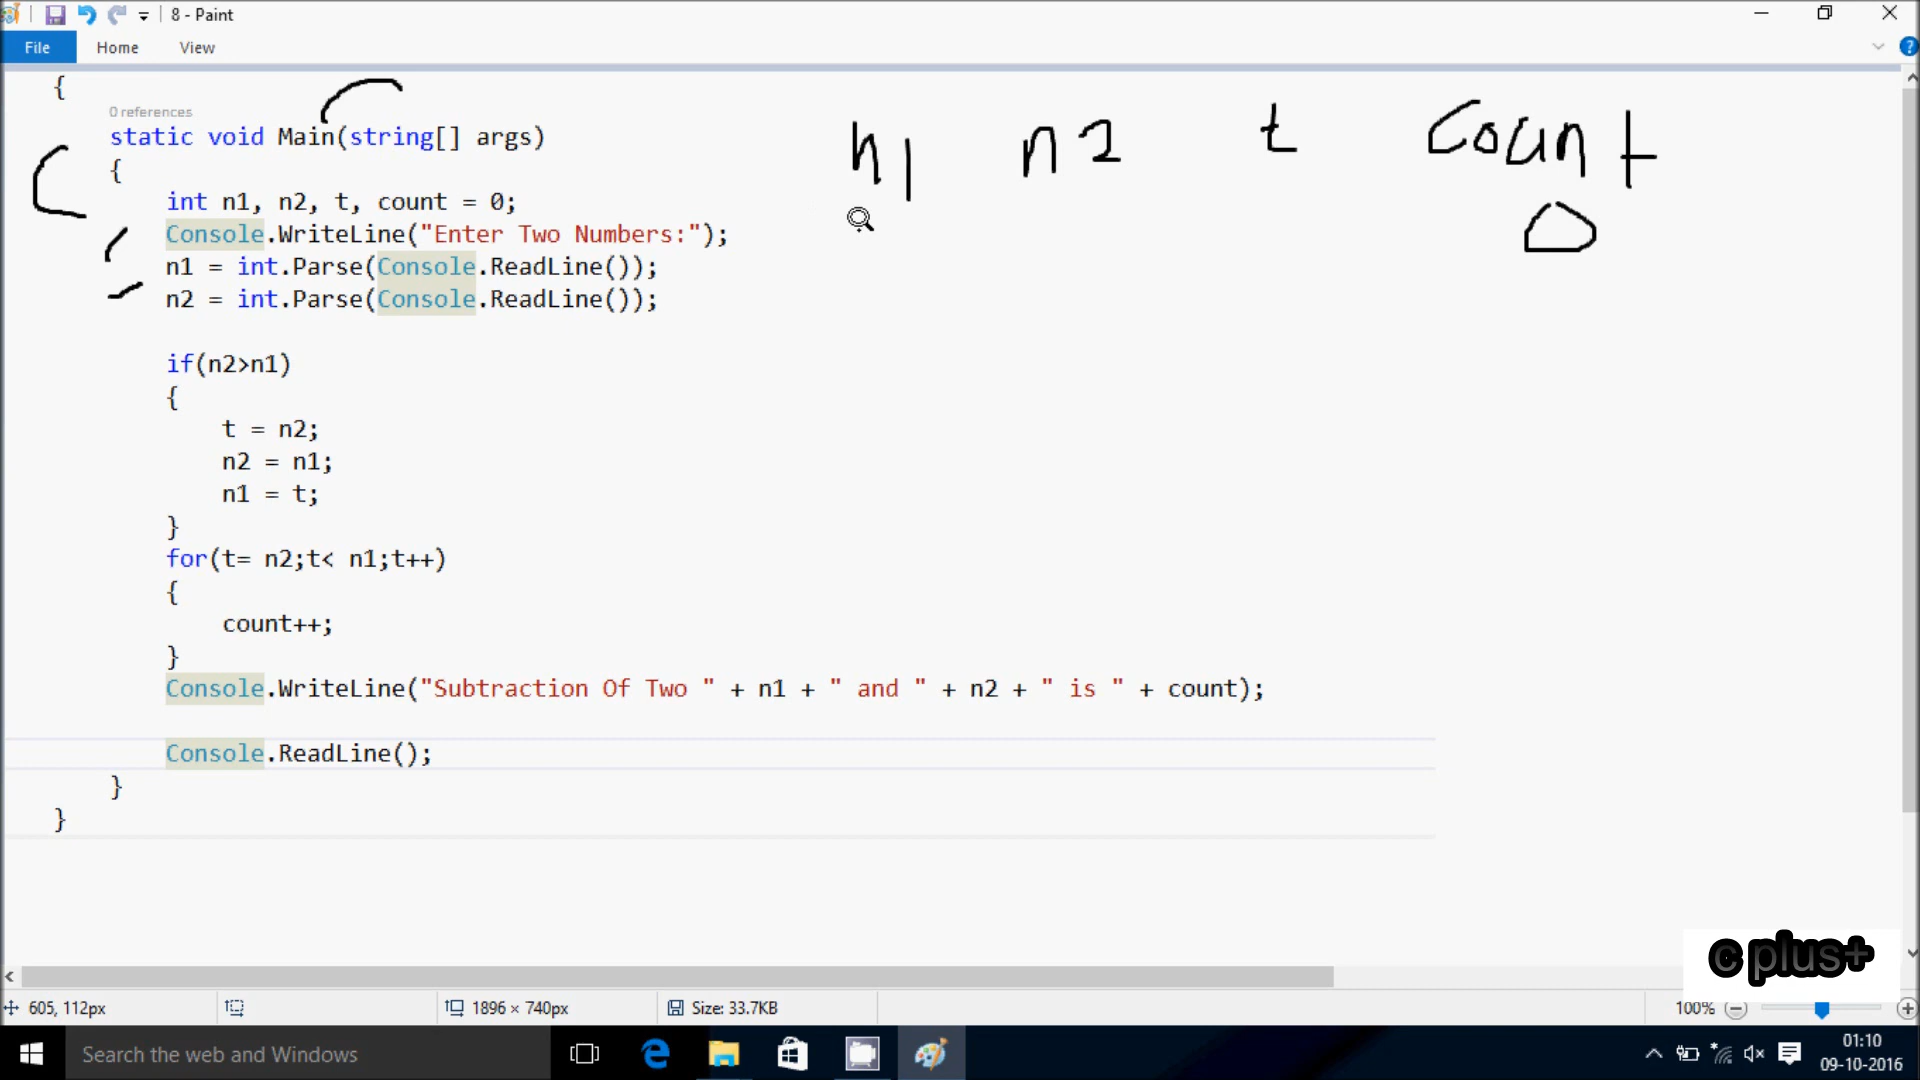 8 - Paint
File Home View
{
0 references
static void Main(string[] args)
{
int n1, n2, t, count = 0;
Console.WriteLine("Enter Two Numbers:");
n1 = int.Parse(Console.ReadLine());
n2 = int.Parse(Console.ReadLine());
if(n2>n1)
{
t = n2;
n2 = n1;
n1 = t;
}
for(t= n2;t< n1;t++)
{
count++;
}
Console.WriteLine("Subtraction Of Two " + n1 + " and " + n2 + " is " + count);
Console.ReadLine();
}
}
n1 n2 t count
0
c plus+
605, 112px 1896 × 740px Size: 33.7KB 100%
Search the web and Windows
01:10
09-10-2016